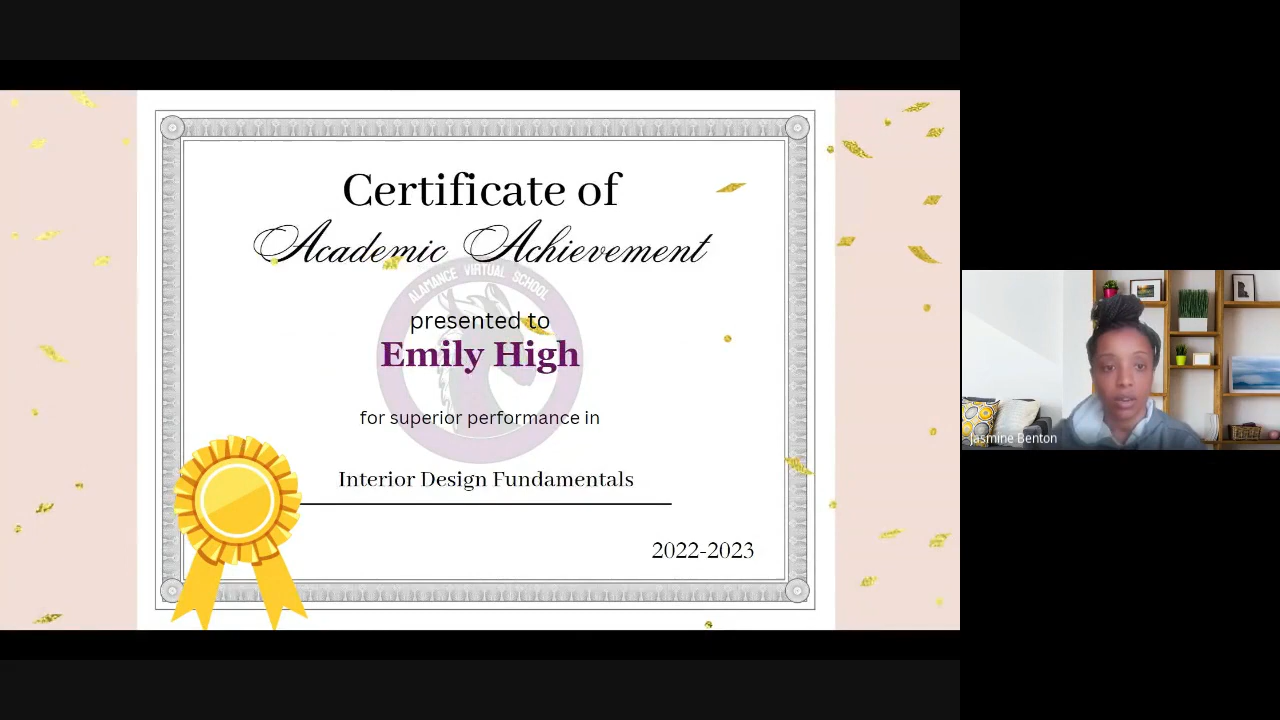 Certificate of
Academic Achievement
ALAMANCE VIRTUAL SCHOOL
presented to
Emily High
for superior performance in
Interior Design Fundamentals
2022-2023
Jasmine Benton